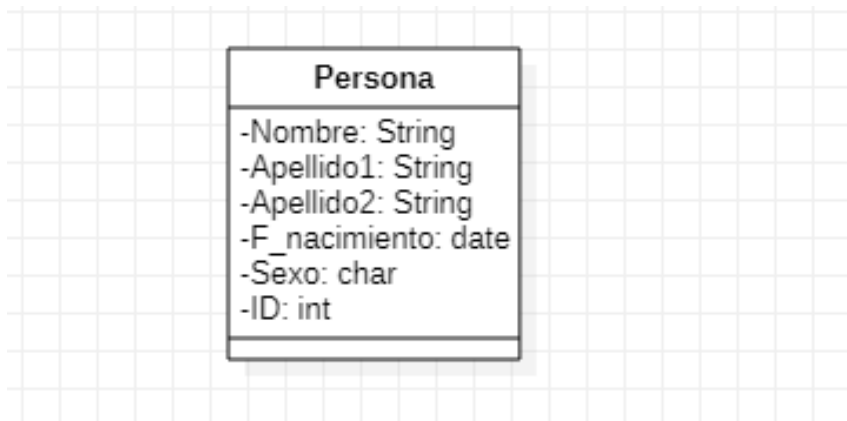 Persona
-Nombre: String
-Apellido1: String
-Apellido2: String
-F_nacimiento: date
-Sexo: char
-ID: int